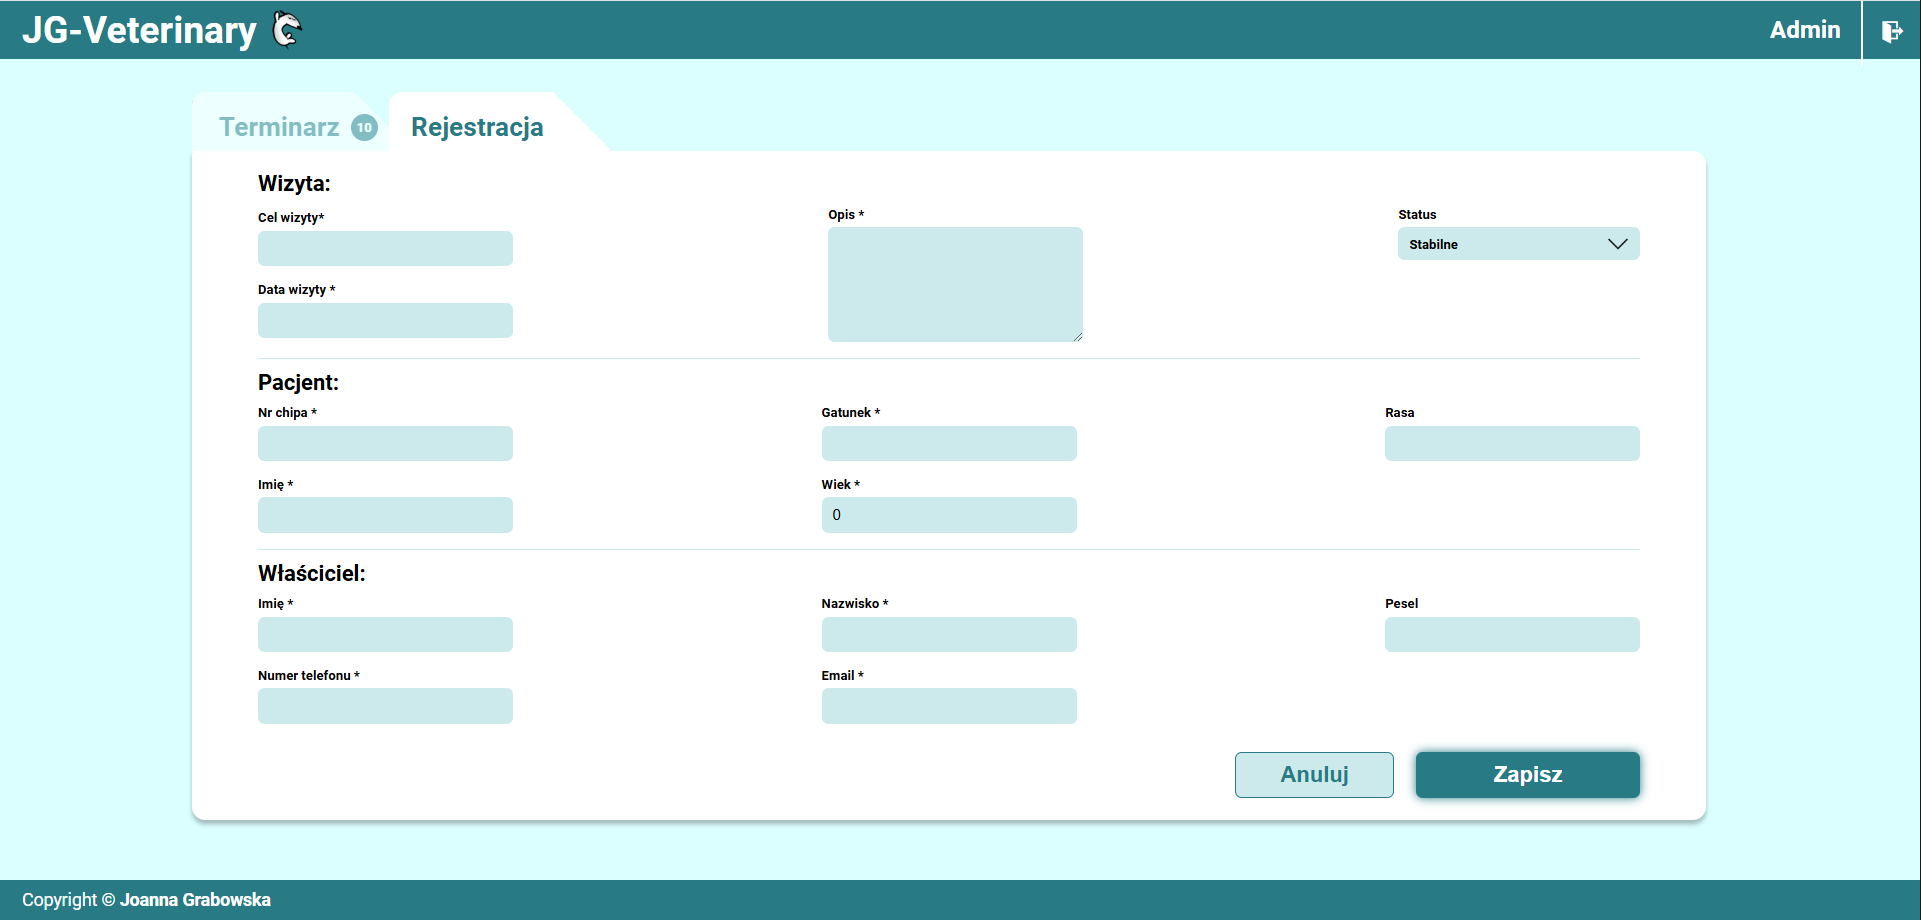 JG-Veterinary
Admin
Terminarz 10
Rejestracja
Wizyta:
Cel wizyty*
Opis *
Status
Stabilne
Data wizyty *
Pacjent:
Nr chipa *
Gatunek *
Rasa
Imię *
Wiek *
0
Właściciel:
Imię *
Nazwisko *
Pesel
Numer telefonu *
Email *
Anuluj
Zapisz
Copyright © Joanna Grabowska